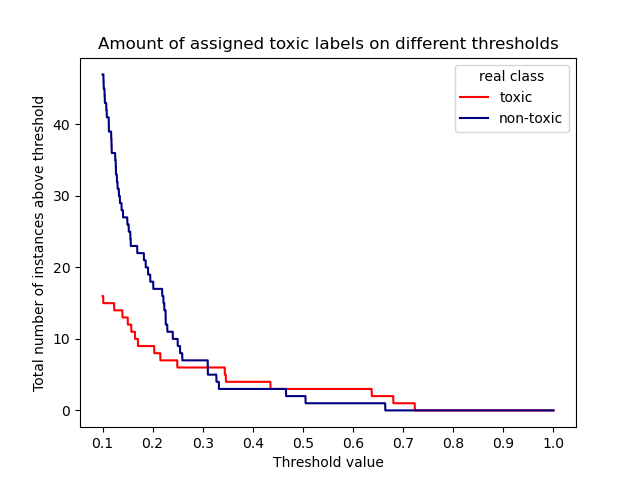 Amount of assigned toxic labels on different thresholds
real class
toxic
non-toxic
Total number of instances above threshold
40
30
20
10
0
0.1 0.2 0.3 0.4 0.5 0.6 0.7 0.8 0.9 1.0
Threshold value